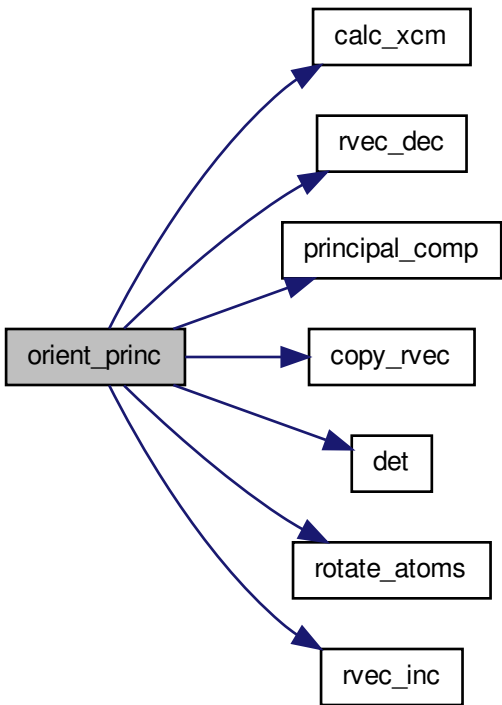 calc_xcm
rvec_dec
principal_comp
orient_princ
copy_rvec
det
rotate_atoms
rvec_inc